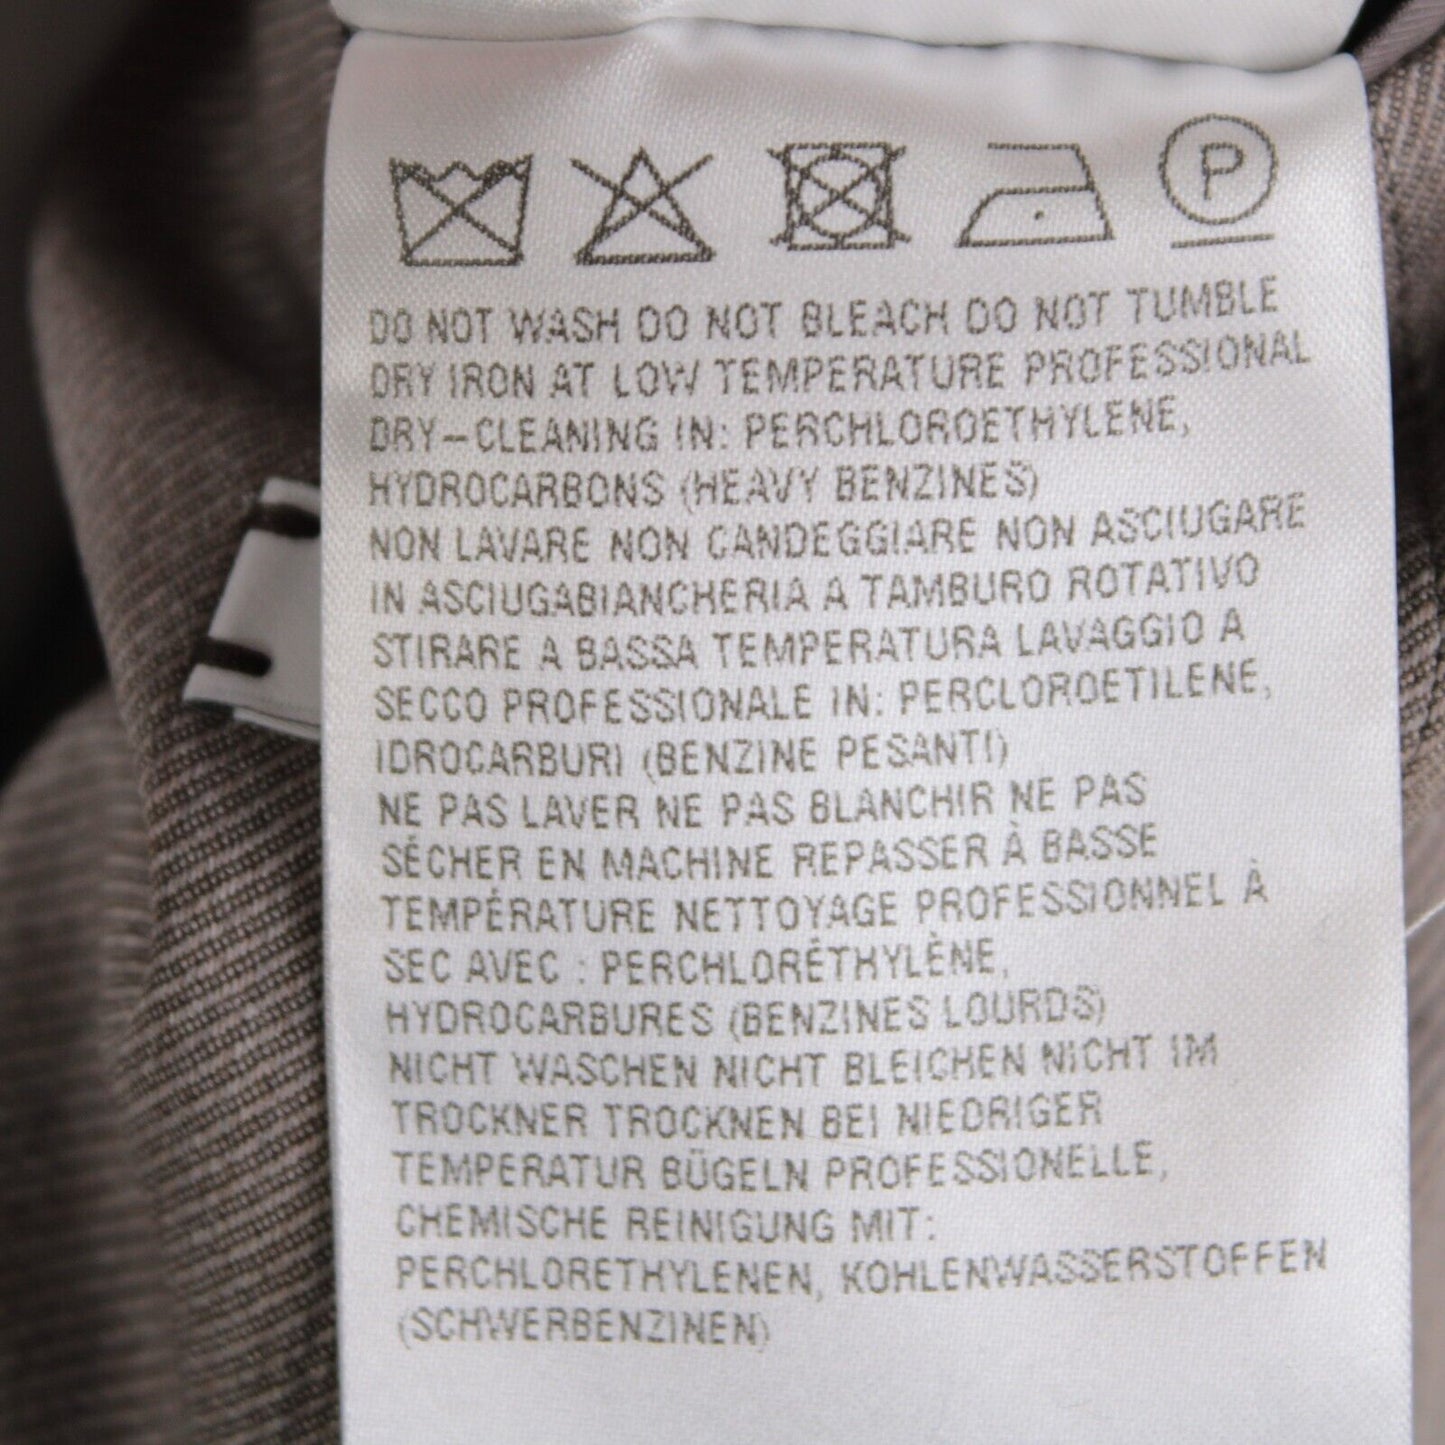 P
DO NOT WASH DO NOT BLEACH DO NOT TUMBLE
DRY IRON AT LOW TEMPERATURE PROFESSIONAL
DRY-CLEANING IN: PERCHLOROETHYLENE,
HYDROCARBONS (HEAVY BENZINES)
NON LAVARE NON CANDEGGIARE NON ASCIUGARE
IN ASCIUGABIANCHERIA A TAMBURO ROTATIVO
STIRARE A BASSA TEMPERATURA LAVAGGIO A
SECCO PROFESSIONALE IN: PERCLOROETILENE,
IDROCARBURI (BENZINE PESANTI)
NE PAS LAVER NE PAS BLANCHIR NE PAS
SÉCHER EN MACHINE REPASSER À BASSE
TEMPÉRATURE NETTOYAGE PROFESSIONNEL À
SEC AVEC : PERCHLORÉTHYLÈNE,
HYDROCARBURES (BENZINES LOURDS)
NICHT WASCHEN NICHT BLEICHEN NICHT IM
TROCKNER TROCKNEN BEI NIEDRIGER
TEMPERATUR BÜGELN PROFESSIONELLE,
CHEMISCHE REINIGUNG MIT:
PERCHLORETHYLENEN, KOHLENWASSERSTOFFEN
(SCHWERBENZINEN)